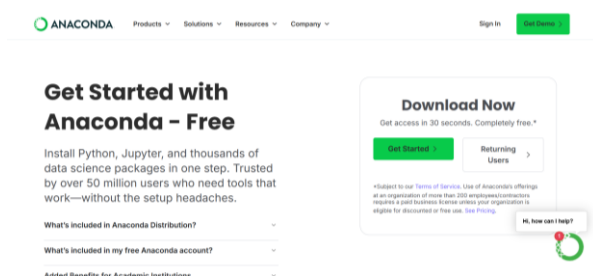 ANACONDA Products Solutions Resources Company Sign In Get Demo
Get Started with
Anaconda - Free
Install Python, Jupyter, and thousands of
data science packages in one step. Trusted
by over 50 million users who need tools that
work—without the setup headaches.
What's included in Anaconda Distribution?
What's included in my free Anaconda account?
Added Benefits for Academic Institutions
Download Now
Get access in 30 seconds. Completely free.*
Get Started
Returning
Users
*Subject to our Terms of Service. Use of Anaconda's offerings
at an organization of more than 200 employees/contractors
requires a paid business license unless your organization is
eligible for discounted or free use. See Pricing.
Hi, how can I help?